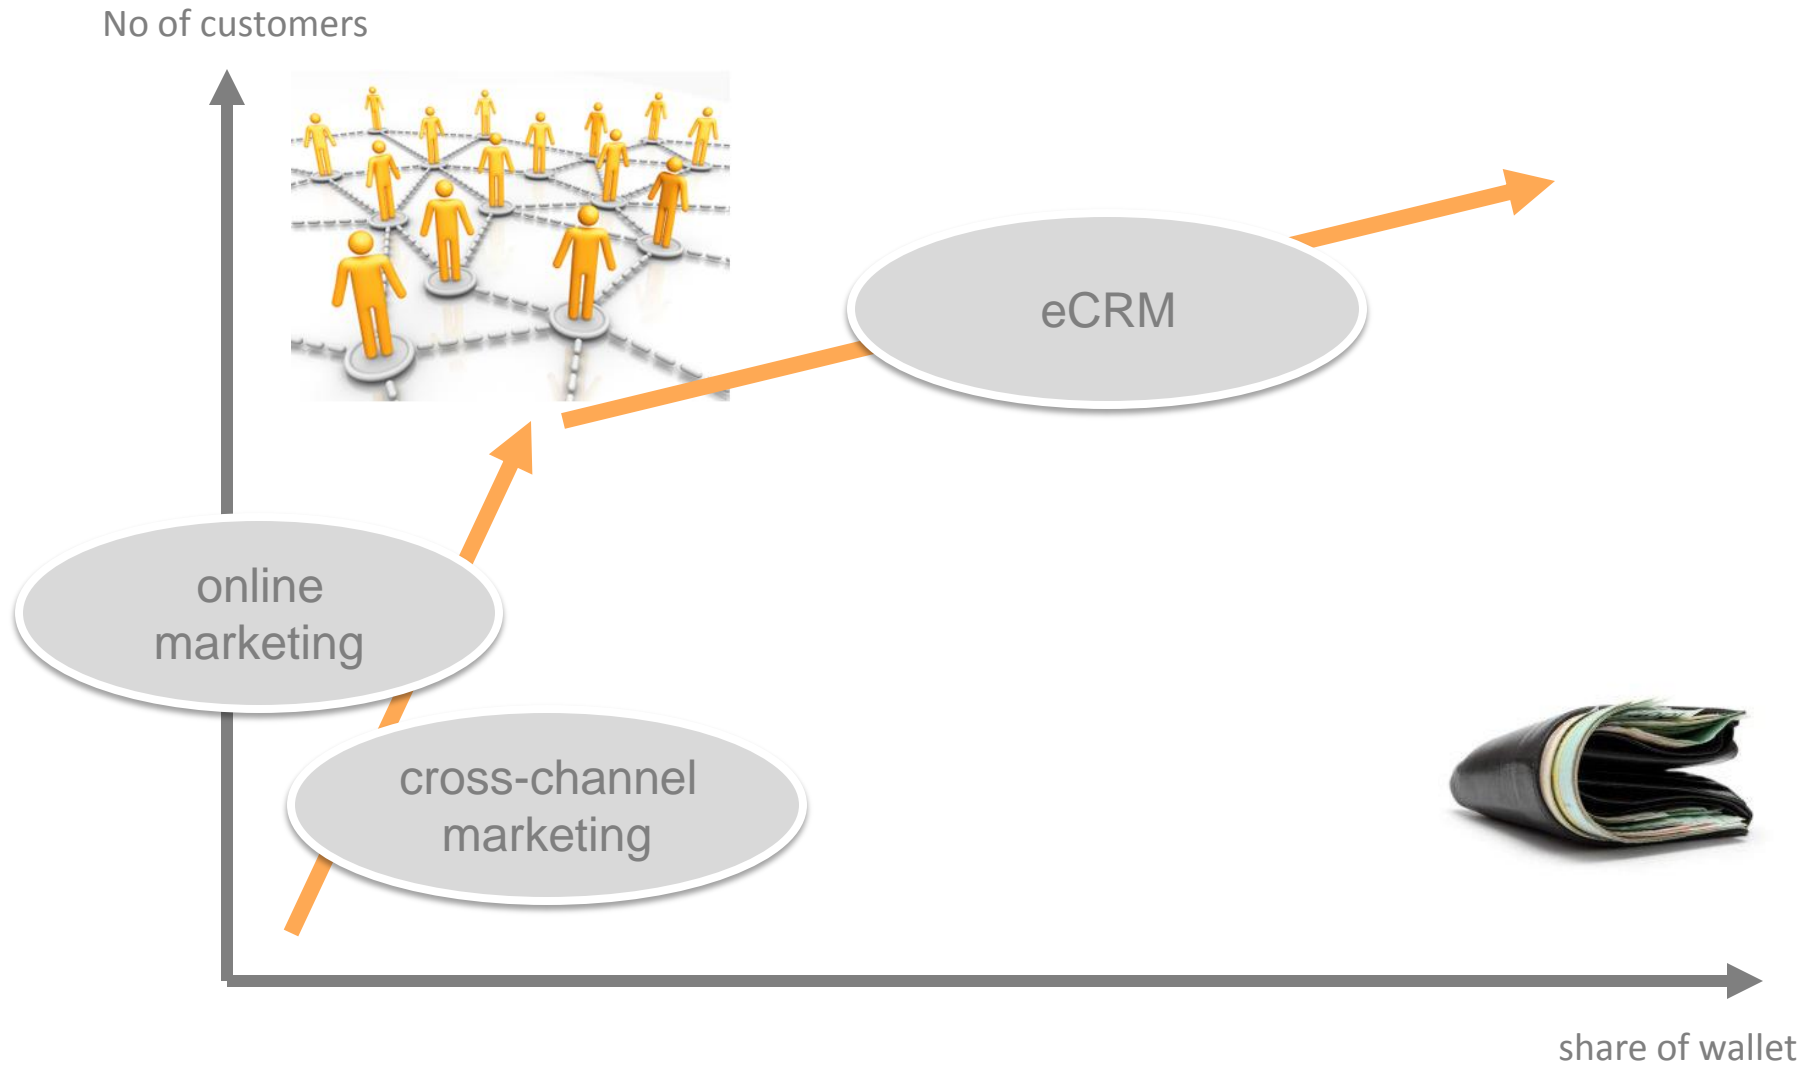 No of customers
eCRM
online
marketing
cross-channel
marketing
share of wallet